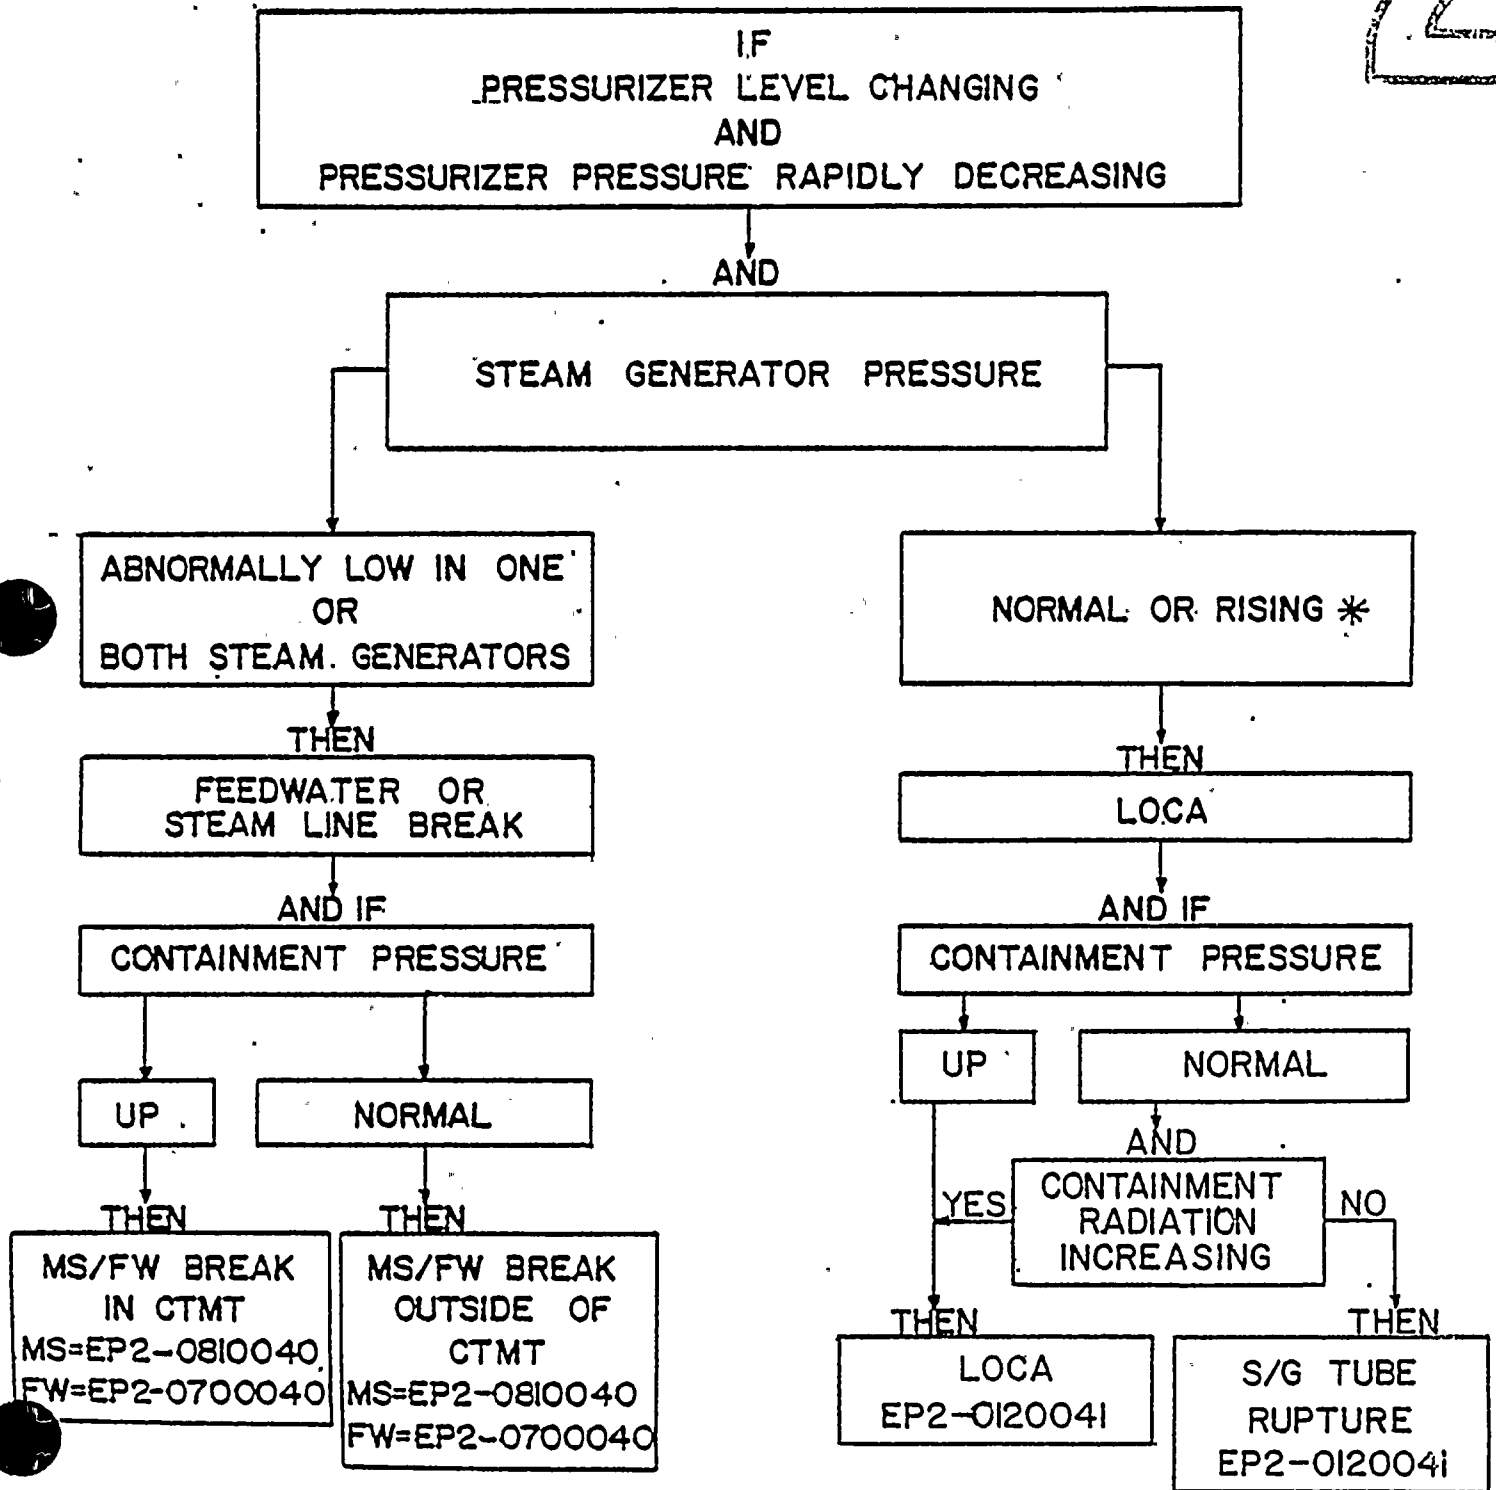 IF
PRESSURIZER LEVEL CHANGING
AND
PRESSURIZER PRESSURE RAPIDLY DECREASING
AND
STEAM GENERATOR PRESSURE
ABNORMALLY LOW IN ONE
OR
BOTH STEAM GENERATORS
THEN
FEEDWATER OR
STEAM LINE BREAK
AND IF
CONTAINMENT PRESSURE
UP
NORMAL
THEN
MS/FW BREAK
IN CTMT
MS=EP2-0810040
FW=EP2-0700040
THEN
MS/FW BREAK
OUTSIDE OF
CTMT
MS=EP2-0810040
FW=EP2-0700040
NORMAL OR RISING *
THEN
LOCA
AND IF
CONTAINMENT PRESSURE
UP
NORMAL
AND
CONTAINMENT
RADIATION
INCREASING
YES
NO
THEN
LOCA
EP2-0120041
THEN
S/G TUBE
RUPTURE
EP2-0120041